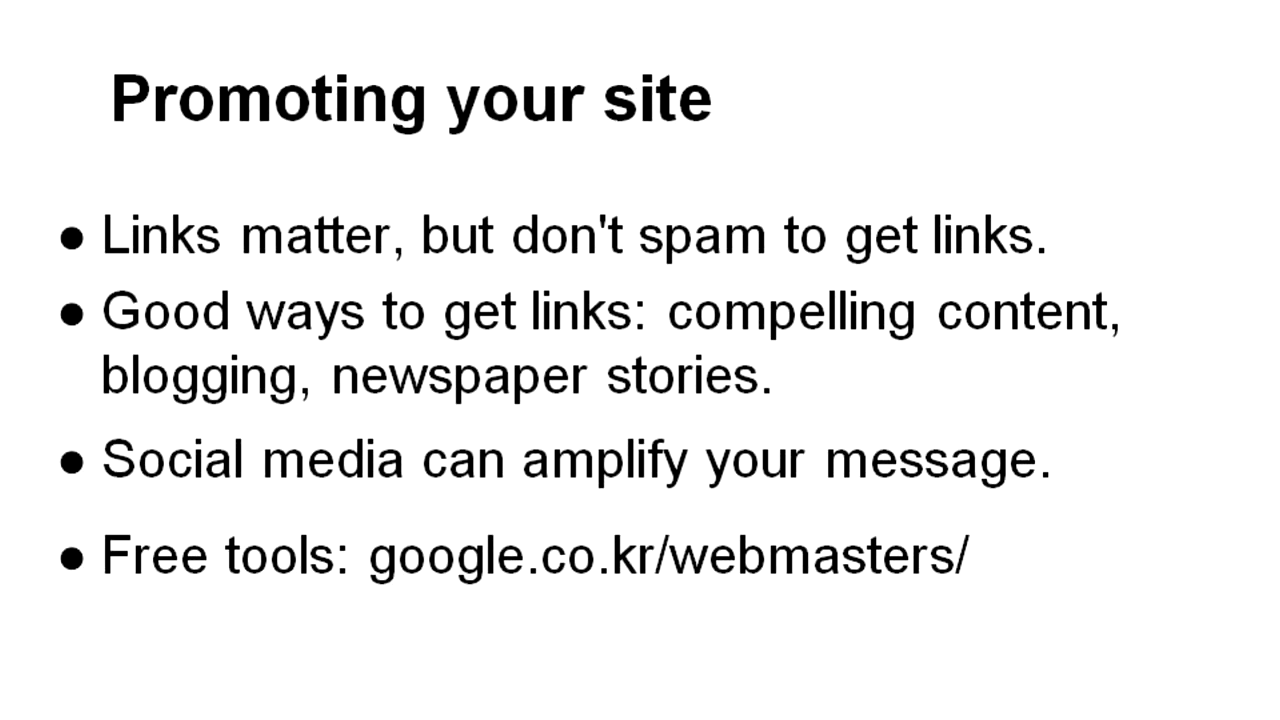 Promoting your site
● Links matter, but don't spam to get links.
● Good ways to get links: compelling content,
blogging, newspaper stories.
● Social media can amplify your message.
● Free tools: google.co.kr/webmasters/